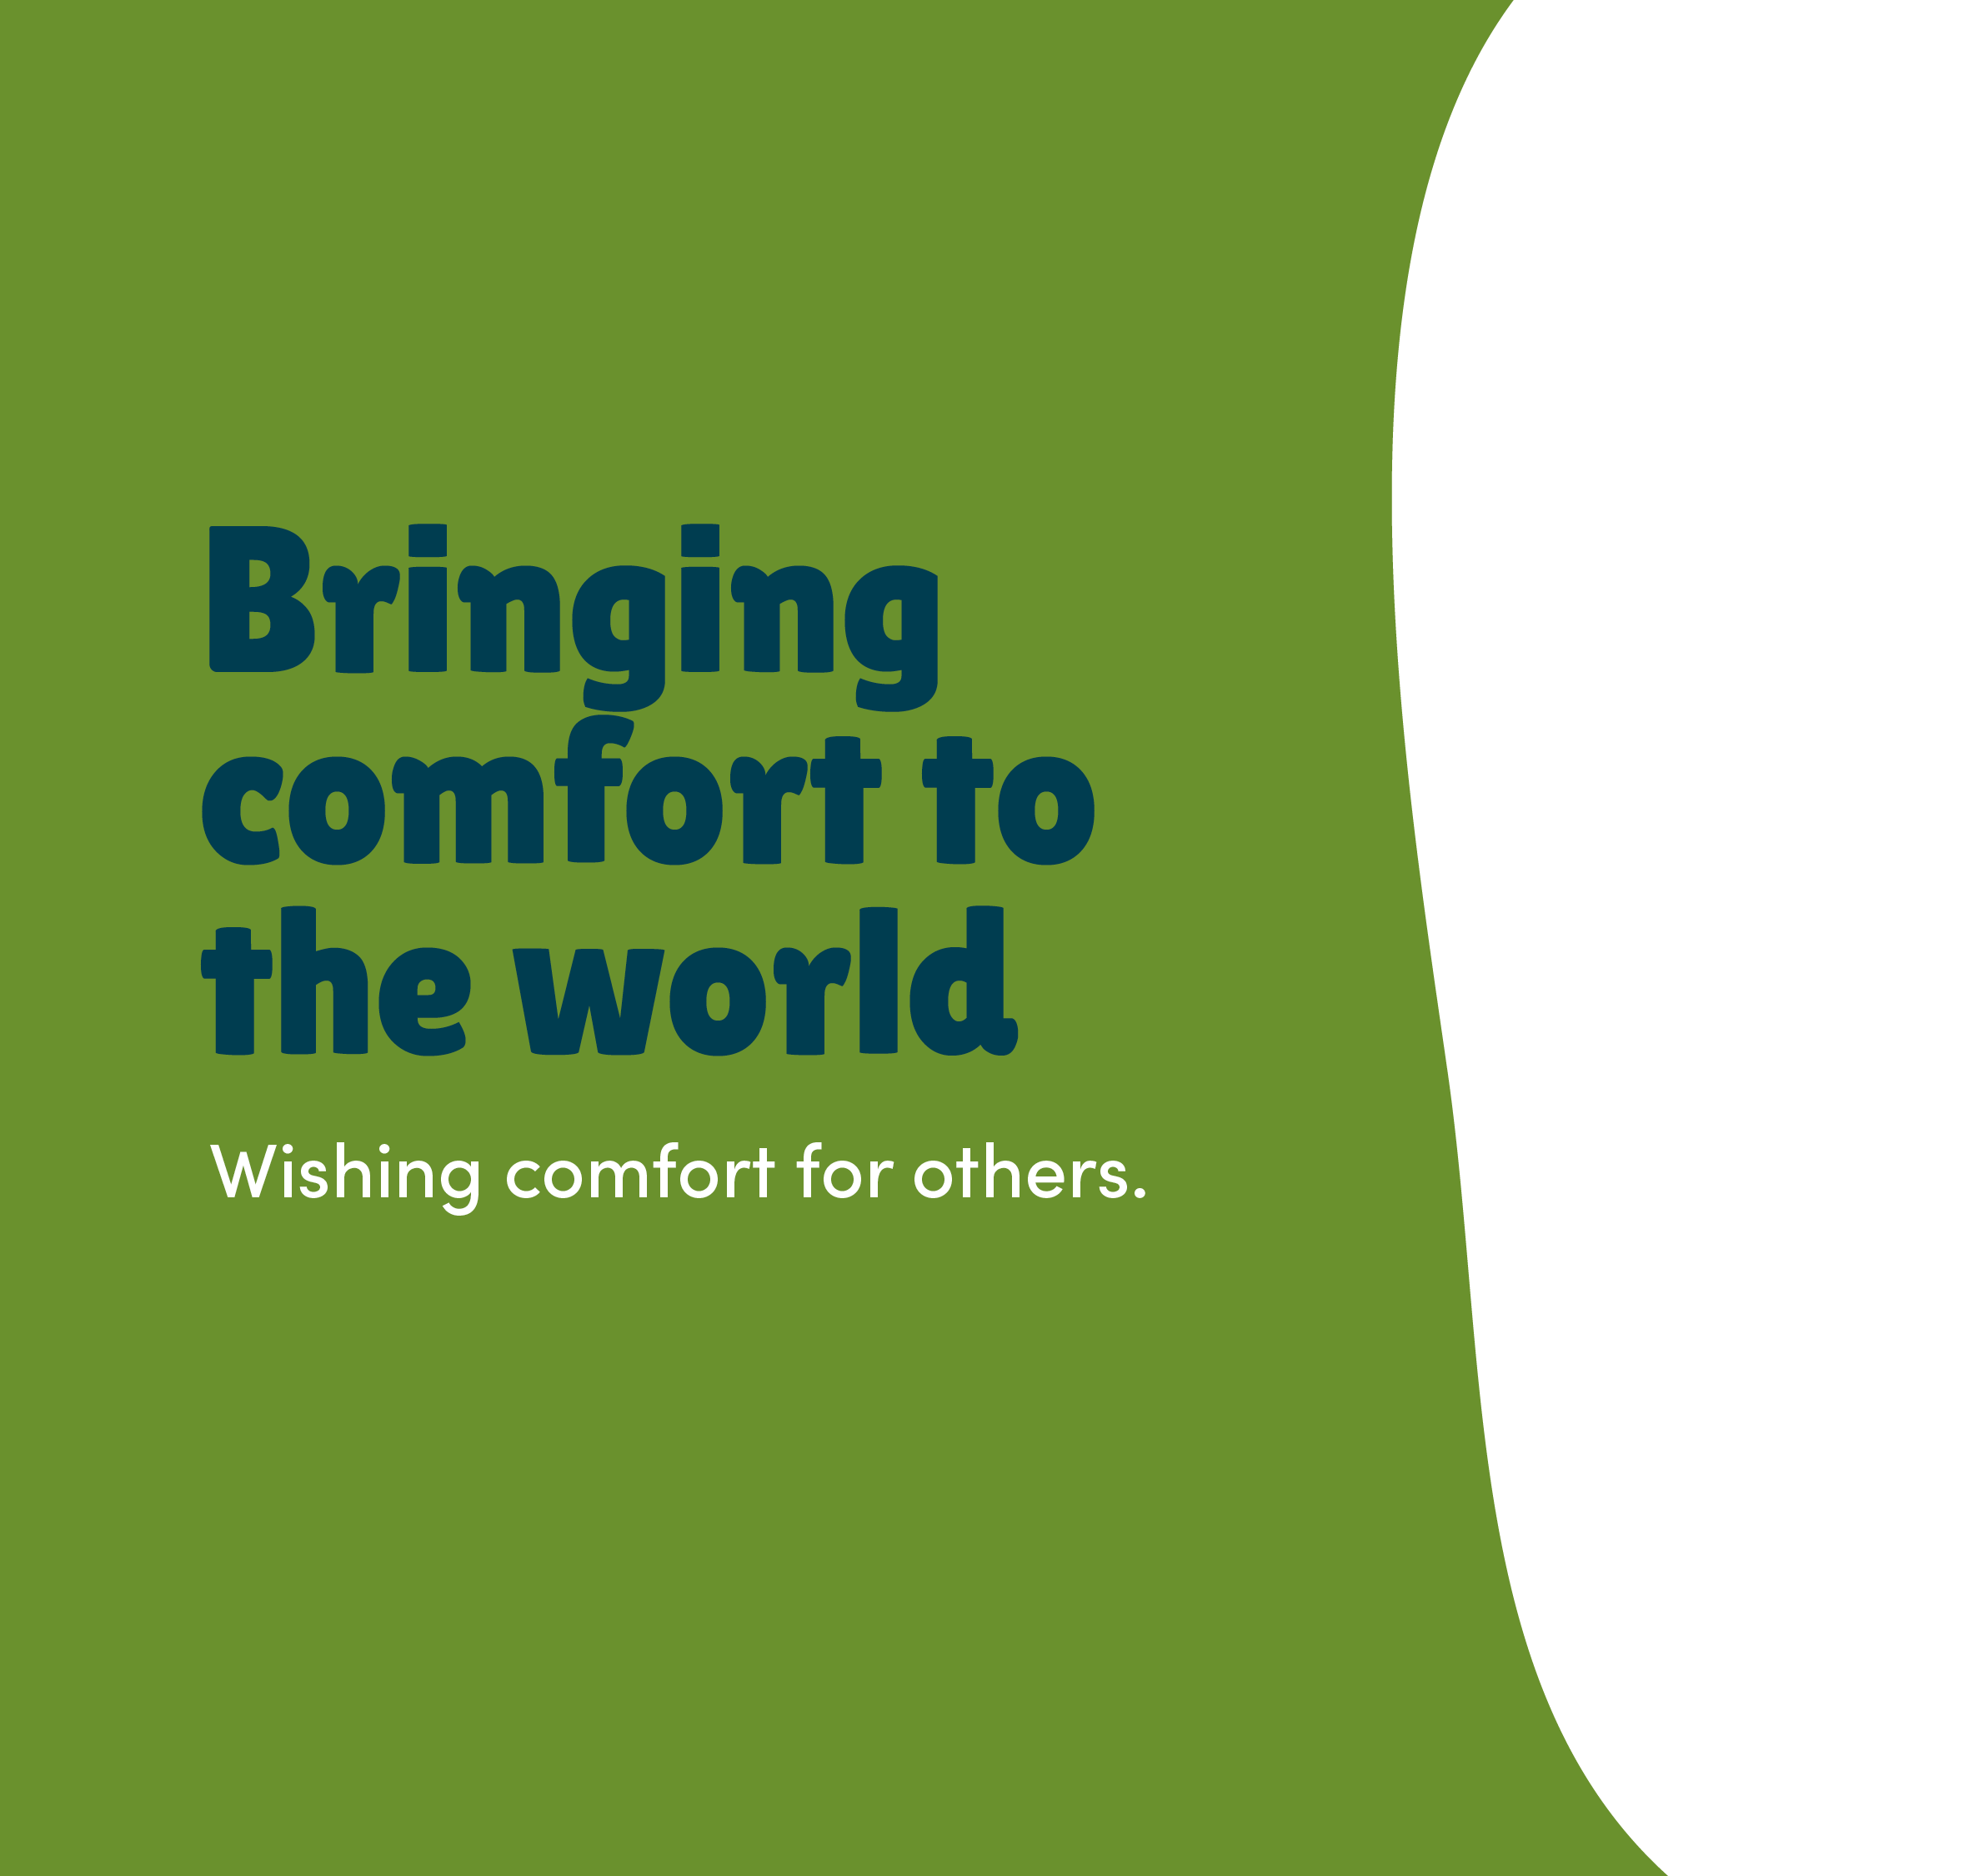 Bringing
comfort to
the world
Wishing comfort for others.